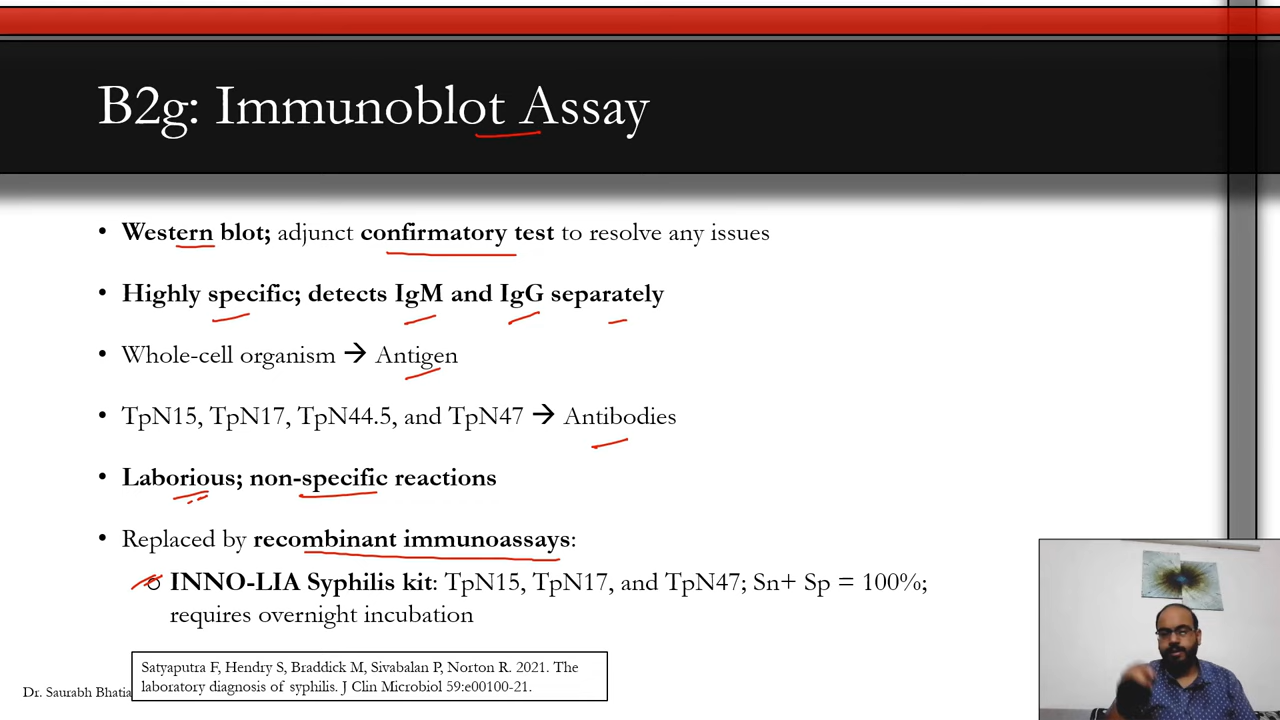 B2g: Immunoblot Assay
• Western blot; adjunct confirmatory test to resolve any issues
• Highly specific; detects IgM and IgG separately
• Whole-cell organism → Antigen
• TpN15, TpN17, TpN44.5, and TpN47 → Antibodies
• Laborious; non-specific reactions
• Replaced by recombinant immunoassays:
o INNO-LIA Syphilis kit: TpN15, TpN17, and TpN47; Sn+ Sp = 100%;
requires overnight incubation
Satyaputra F, Hendry S, Braddick M, Sivabalan P, Norton R. 2021. The
laboratory diagnosis of syphilis. J Clin Microbiol 59:e00100-21.
Dr. Saurabh Bhatia